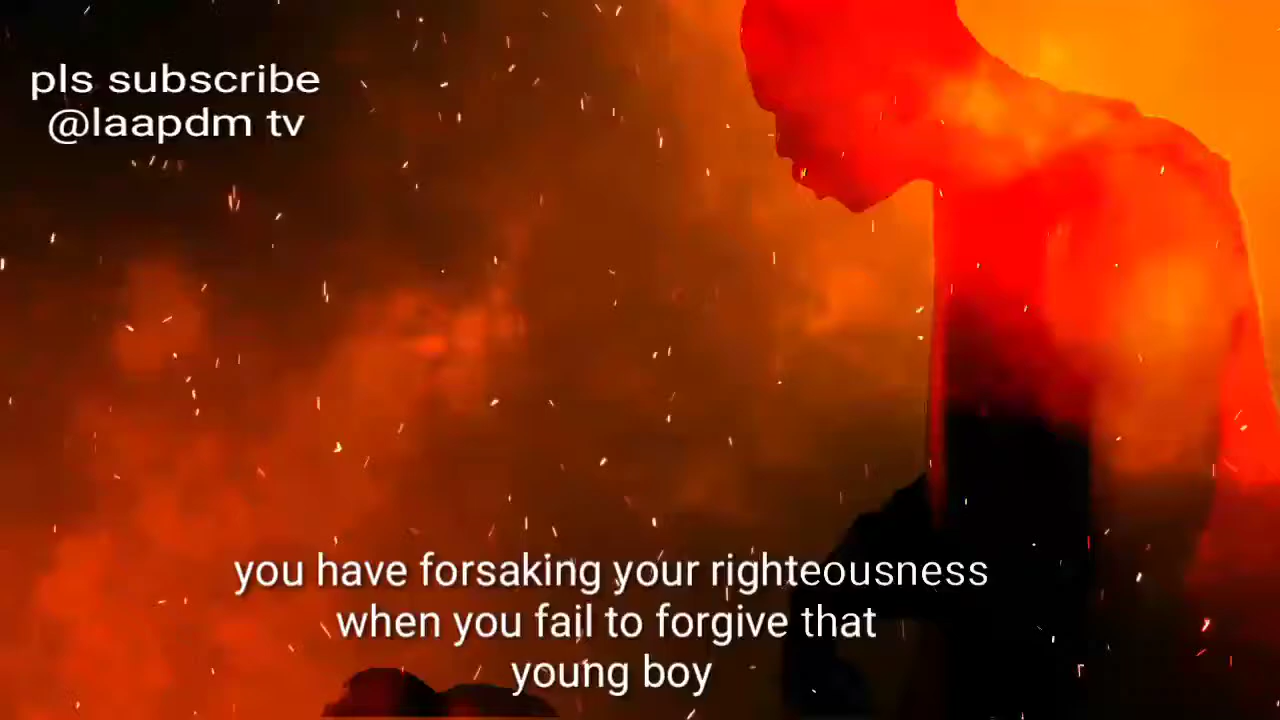 pls subscribe
@laapdm tv
you have forsaking your righteousness
when you fail to forgive that
young boy